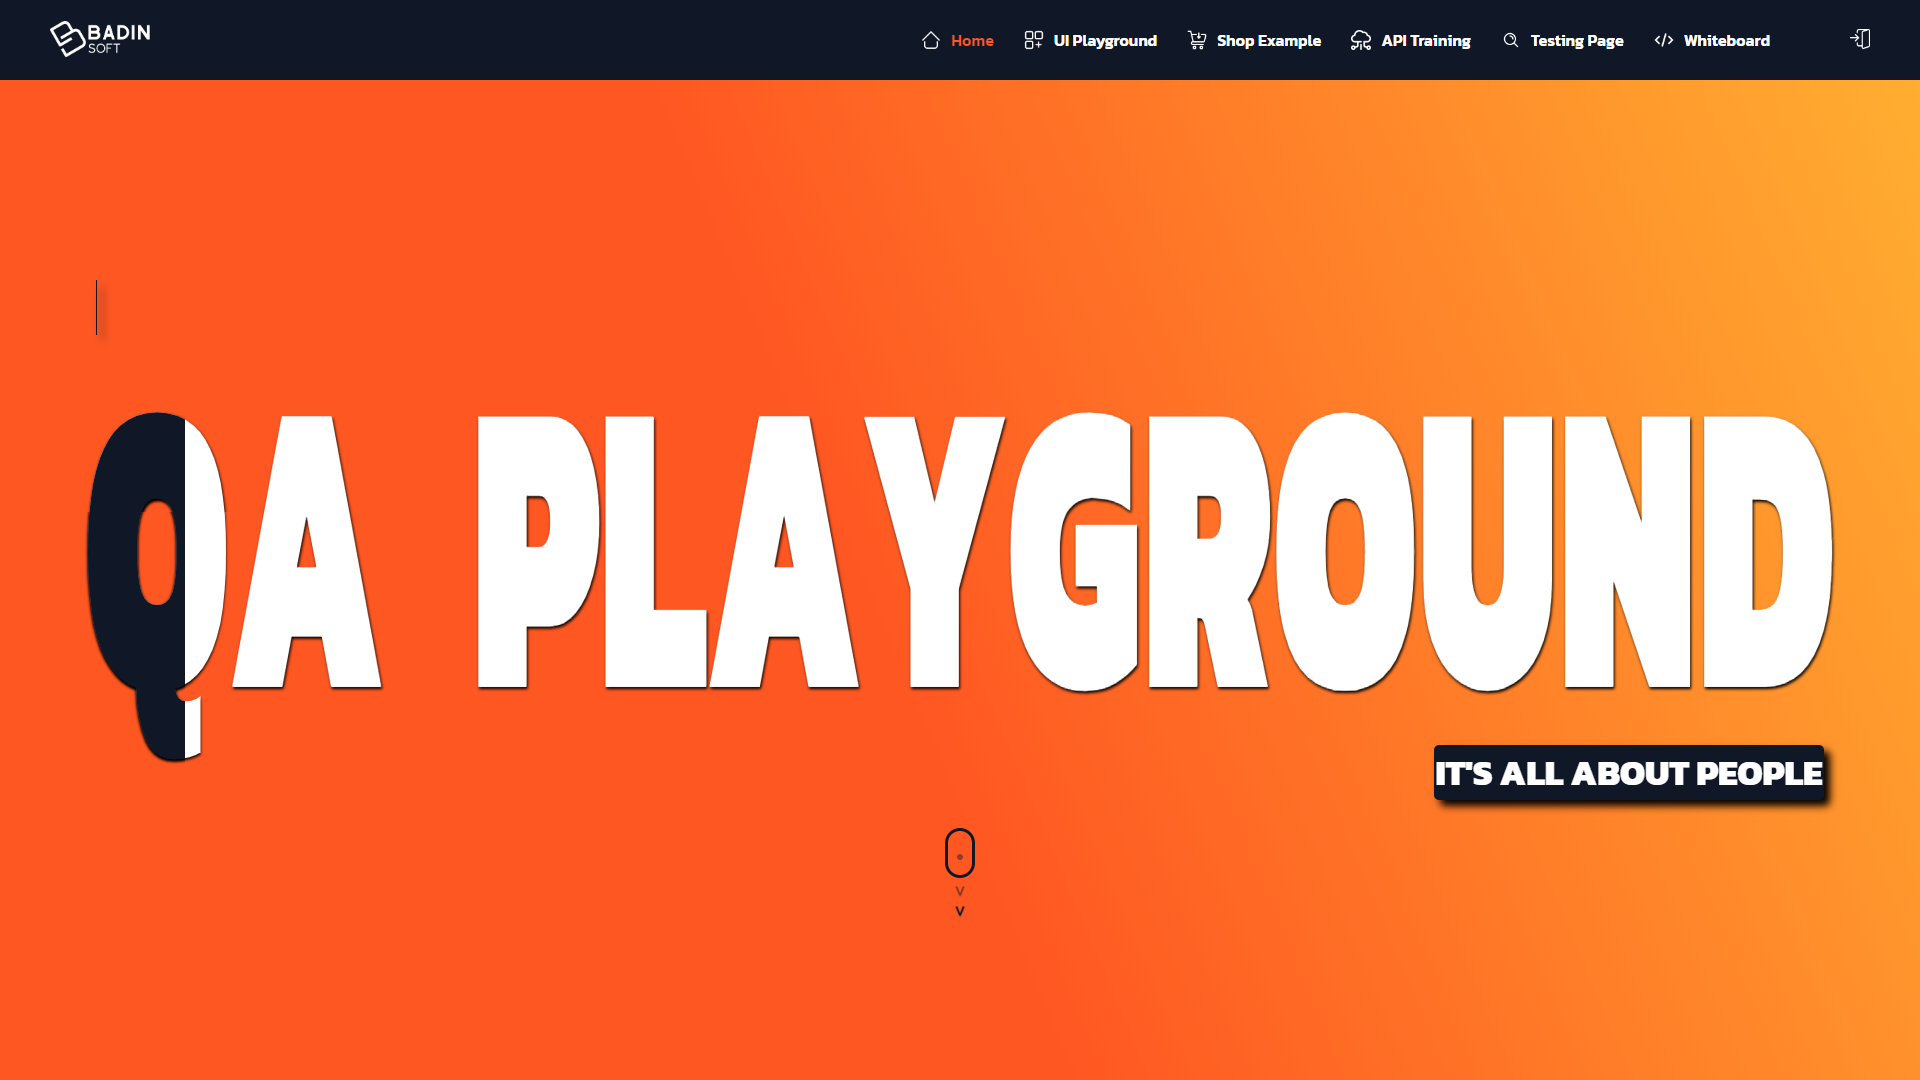 BADIN
SOFT
Home
UI Playground
Shop Example
API Training
Testing Page
Whiteboard
QA PLAYGROUND
IT'S ALL ABOUT PEOPLE